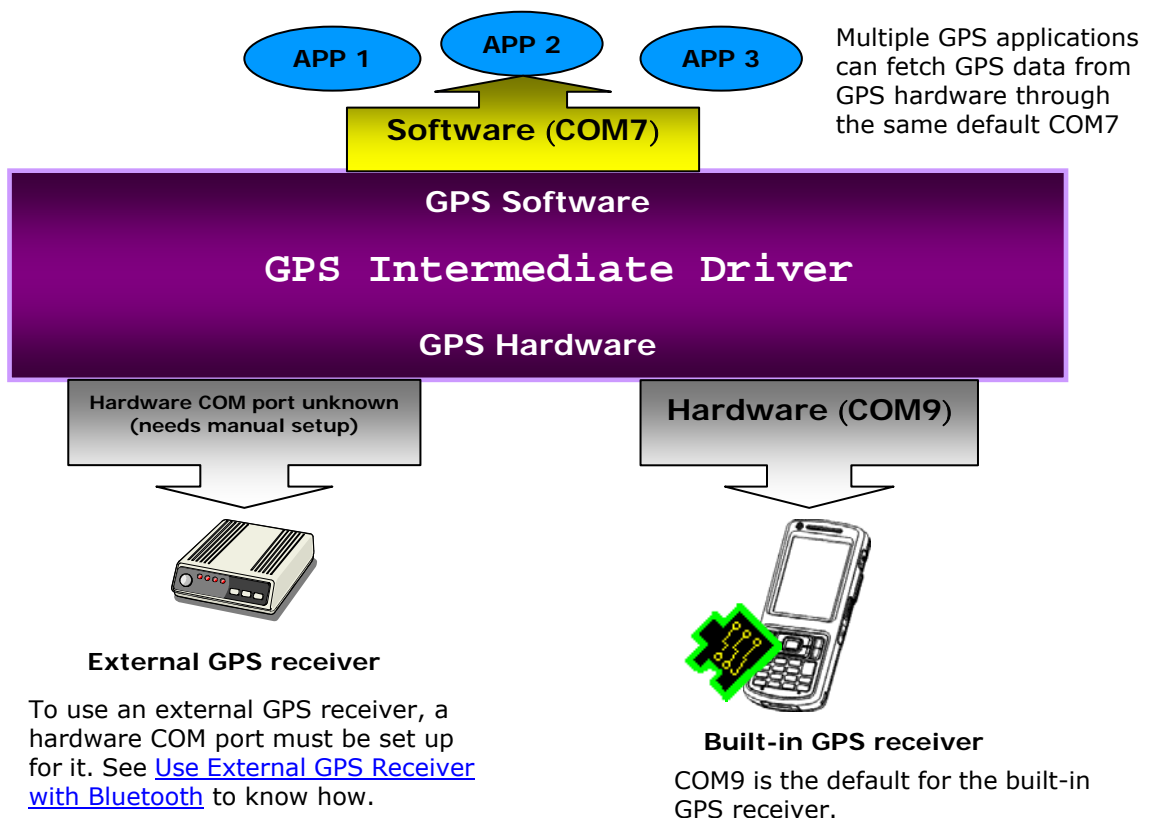 APP 1
APP 2
APP 3
Multiple GPS applications
can fetch GPS data from
GPS hardware through
the same default COM7
Software (COM7)
GPS Software
GPS Intermediate Driver
GPS Hardware
Hardware COM port unknown
(needs manual setup)
Hardware (COM9)
External GPS receiver
To use an external GPS receiver, a
hardware COM port must be set up
for it. See Use External GPS Receiver
with Bluetooth to know how.
Built-in GPS receiver
COM9 is the default for the built-in
GPS receiver.